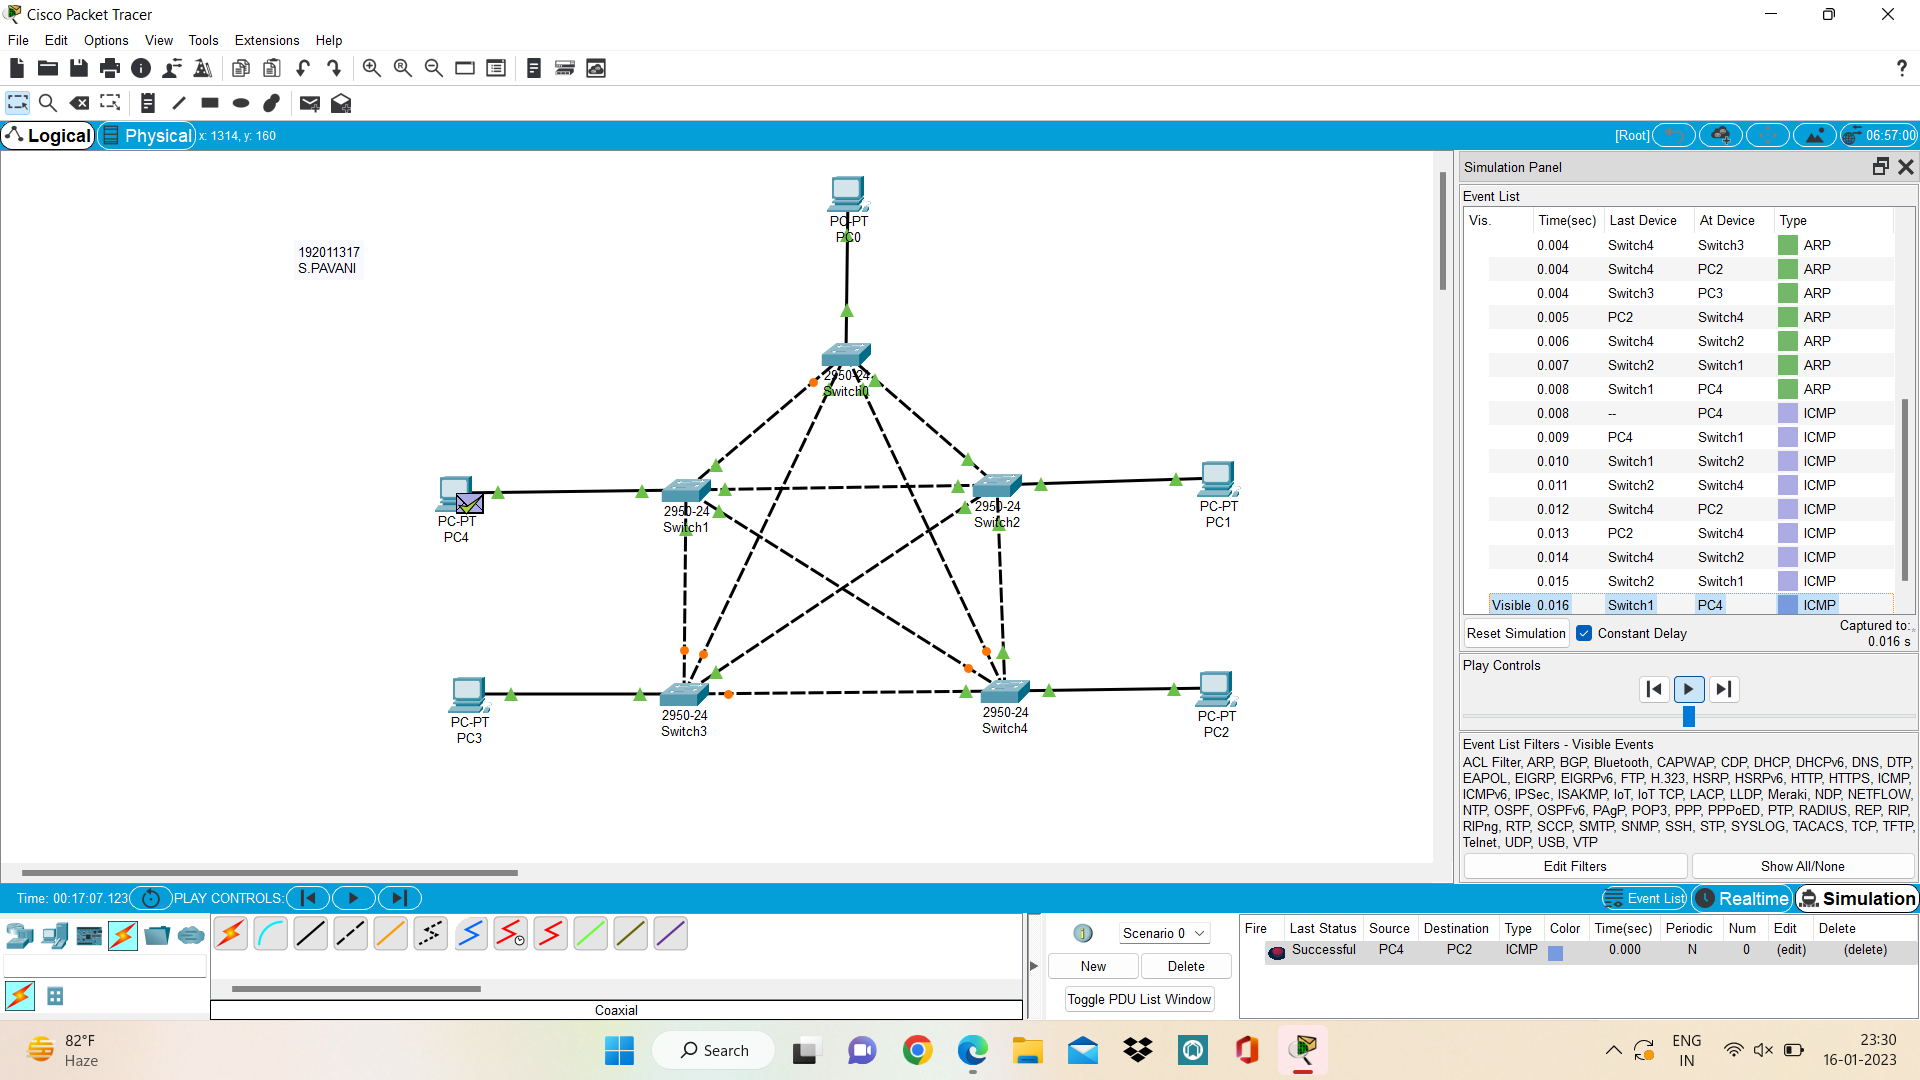 Cisco Packet Tracer
File Edit Options View Tools Extensions Help
?
Logical Physical x: 1314, y: 160 [Root] 06:57:00
PC-PT
PC0
192011317
S.PAVANI
2950-24
Switch0
PC-PT
PC4
2950-24
Switch1
2950-24
Switch2
PC-PT
PC1
PC-PT
PC3
2950-24
Switch3
2950-24
Switch4
PC-PT
PC2
Simulation Panel
Event List
Vis. Time(sec) Last Device At Device Type
0.004 Switch4 Switch3 ARP
0.004 Switch4 PC2 ARP
0.004 Switch3 PC3 ARP
0.005 PC2 Switch4 ARP
0.006 Switch4 Switch2 ARP
0.007 Switch2 Switch1 ARP
0.008 Switch1 PC4 ARP
0.008 -- PC4 ICMP
0.009 PC4 Switch1 ICMP
0.010 Switch1 Switch2 ICMP
0.011 Switch2 Switch4 ICMP
0.012 Switch4 PC2 ICMP
0.013 PC2 Switch4 ICMP
0.014 Switch4 Switch2 ICMP
0.015 Switch2 Switch1 ICMP
Visible 0.016 Switch1 PC4 ICMP
Reset Simulation Constant Delay Captured to:
0.016 s
Play Controls
Event List Filters - Visible Events
ACL Filter, ARP, BGP, Bluetooth, CAPWAP, CDP, DHCP, DHCPv6, DNS, DTP,
EAPOL, EIGRP, EIGRPv6, FTP, H.323, HSRP, HSRPv6, HTTP, HTTPS, ICMP,
ICMPv6, IPSec, ISAKMP, IoT, IoT TCP, LACP, LLDP, Meraki, NDP, NETFLOW,
NTP, OSPF, OSPFv6, PAgP, POP3, PPP, PPPoED, PTP, RADIUS, REP, RIP,
RIPng, RTP, SCCP, SMTP, SNMP, SSH, STP, SYSLOG, TACACS, TCP, TFTP,
Telnet, UDP, USB, VTP
Edit Filters Show All/None
Time: 00:17:07.123 PLAY CONTROLS: Event List Realtime Simulation
Coaxial
Scenario 0
New Delete
Toggle PDU List Window
Fire Last Status Source Destination Type Color Time(sec) Periodic Num Edit Delete
Successful PC4 PC2 ICMP 0.000 N 0 (edit) (delete)
82°F
Haze
Search
ENG
IN
23:30
16-01-2023